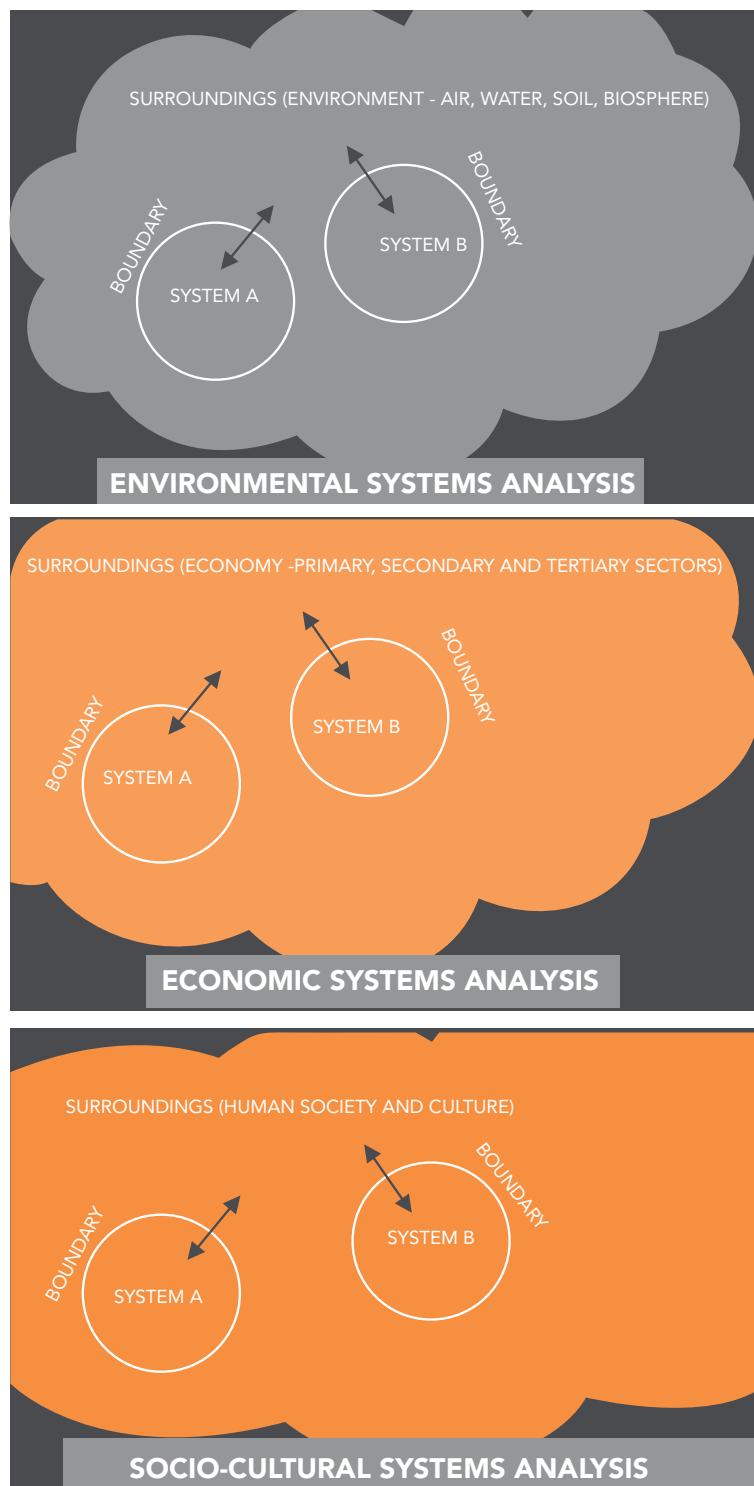 SURROUNDINGS (ENVIRONMENT - AIR, WATER, SOIL, BIOSPHERE)
BOUNDARY
BOUNDARY
SYSTEM B
SYSTEM A
ENVIRONMENTAL SYSTEMS ANALYSIS
SURROUNDINGS (ECONOMY -PRIMARY, SECONDARY AND TERTIARY SECTORS)
BOUNDARY
BOUNDARY
SYSTEM B
SYSTEM A
ECONOMIC SYSTEMS ANALYSIS
SURROUNDINGS (HUMAN SOCIETY AND CULTURE)
BOUNDARY
BOUNDARY
SYSTEM B
SYSTEM A
SOCIO-CULTURAL SYSTEMS ANALYSIS